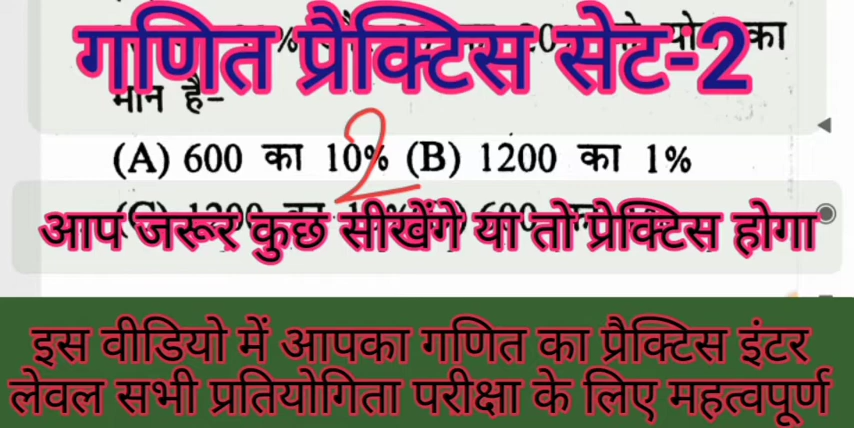 गणित प्रैक्टिस सेट-2
मान है-
(A) 600 का 10% (B) 1200 का 1%
2
आप जरूर कुछ सीखेंगे या तो प्रेक्टिस होगा
इस वीडियो में आपका गणित का प्रैक्टिस इंटर
लेवल सभी प्रतियोगिता परीक्षा के लिए महत्वपूर्ण